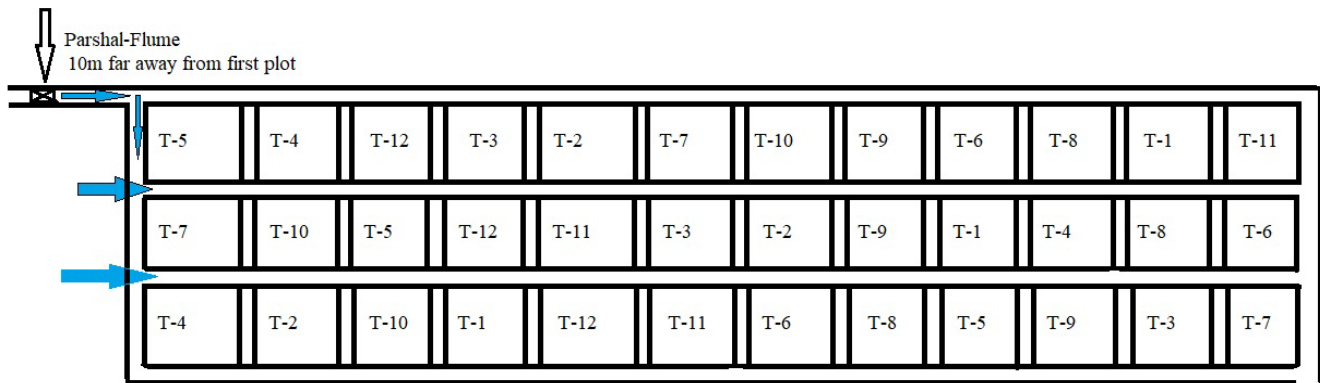 Parshal-Flume
10m far away from first plot
T-5 T-4 T-12 T-3 T-2 T-7 T-10 T-9 T-6 T-8 T-1 T-11
T-7 T-10 T-5 T-12 T-11 T-3 T-2 T-9 T-1 T-4 T-8 T-6
T-4 T-2 T-10 T-1 T-12 T-11 T-6 T-8 T-5 T-9 T-3 T-7